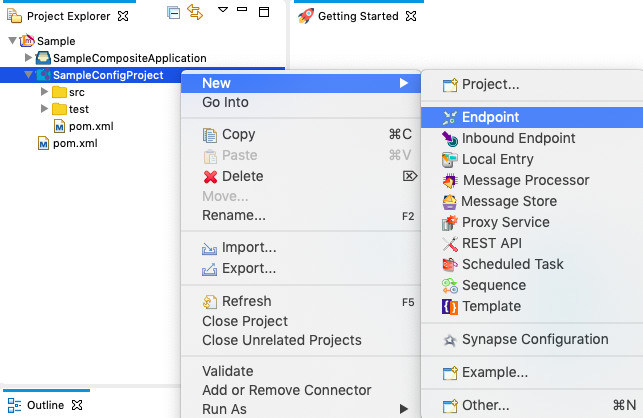 Project Explorer
Getting Started
Sample
SampleCompositeApplication
SampleConfigProject
src
test
pom.xml
pom.xml
New
Go Into
Copy ⌘C
Paste ⌘V
Delete ⌦
Move...
Rename... F2
Import...
Export...
Refresh F5
Close Project
Close Unrelated Projects
Validate
Add or Remove Connector
Run As
Project...
Endpoint
Inbound Endpoint
Local Entry
Message Processor
Message Store
Proxy Service
REST API
Scheduled Task
Sequence
Template
Synapse Configuration
Example...
Other... ⌘N
Outline